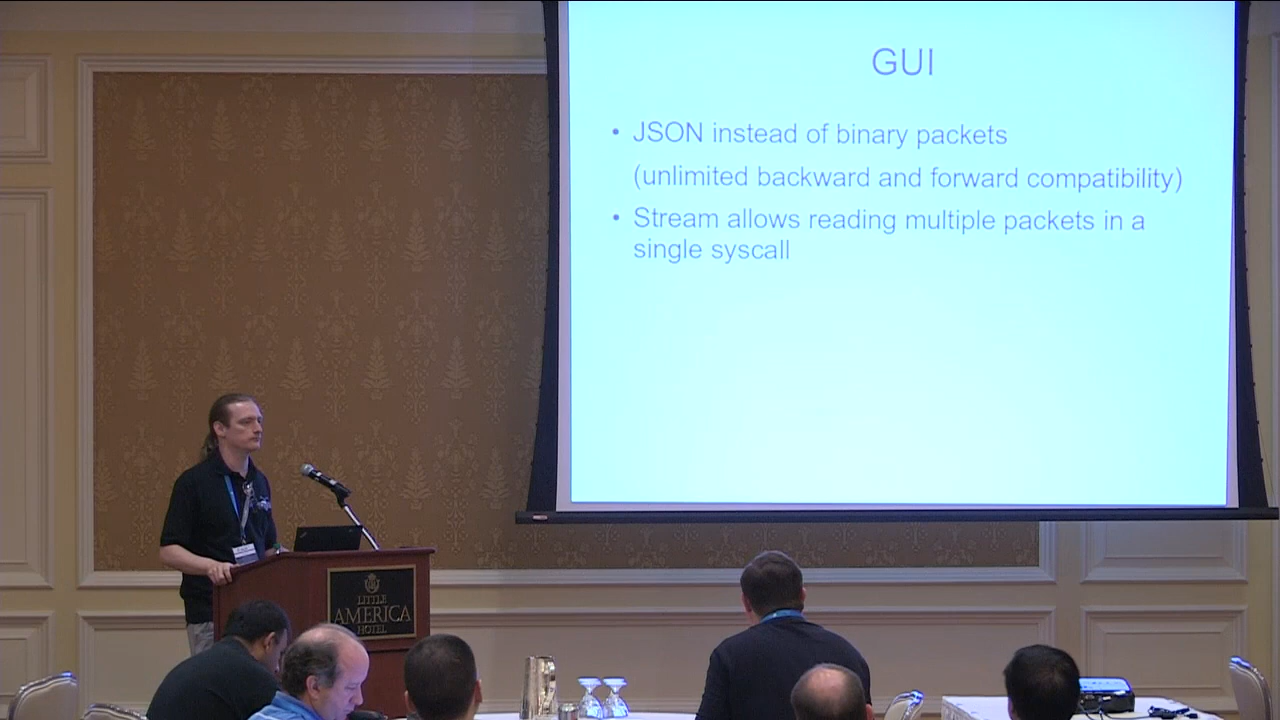 GUI
• JSON instead of binary packets
(unlimited backward and forward compatibility)
• Stream allows reading multiple packets in a
single syscall
LITTLE
AMERICA
HOTEL